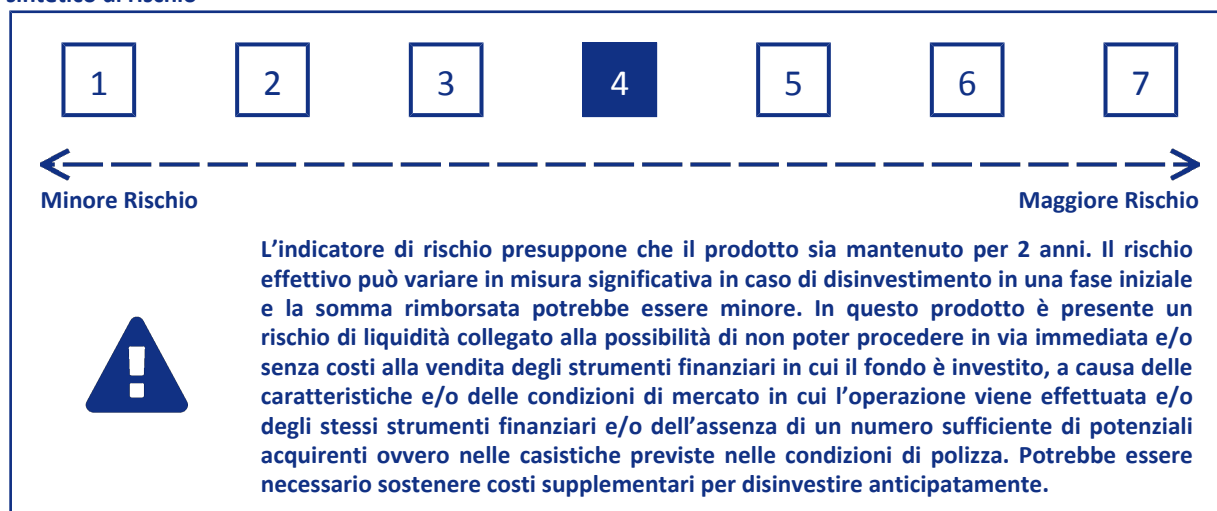 sintetico di rischio
1 2 3 4 5 6 7
Minore Rischio Maggiore Rischio
L’indicatore di rischio presuppone che il prodotto sia mantenuto per 2 anni. Il rischio
effettivo può variare in misura significativa in caso di disinvestimento in una fase iniziale
e la somma rimborsata potrebbe essere minore. In questo prodotto è presente un
rischio di liquidità collegato alla possibilità di non poter procedere in via immediata e/o
senza costi alla vendita degli strumenti finanziari in cui il fondo è investito, a causa delle
caratteristiche e/o delle condizioni di mercato in cui l’operazione viene effettuata e/o
degli stessi strumenti finanziari e/o dell’assenza di un numero sufficiente di potenziali
acquirenti ovvero nelle casistiche previste nelle condizioni di polizza. Potrebbe essere
necessario sostenere costi supplementari per disinvestire anticipatamente.